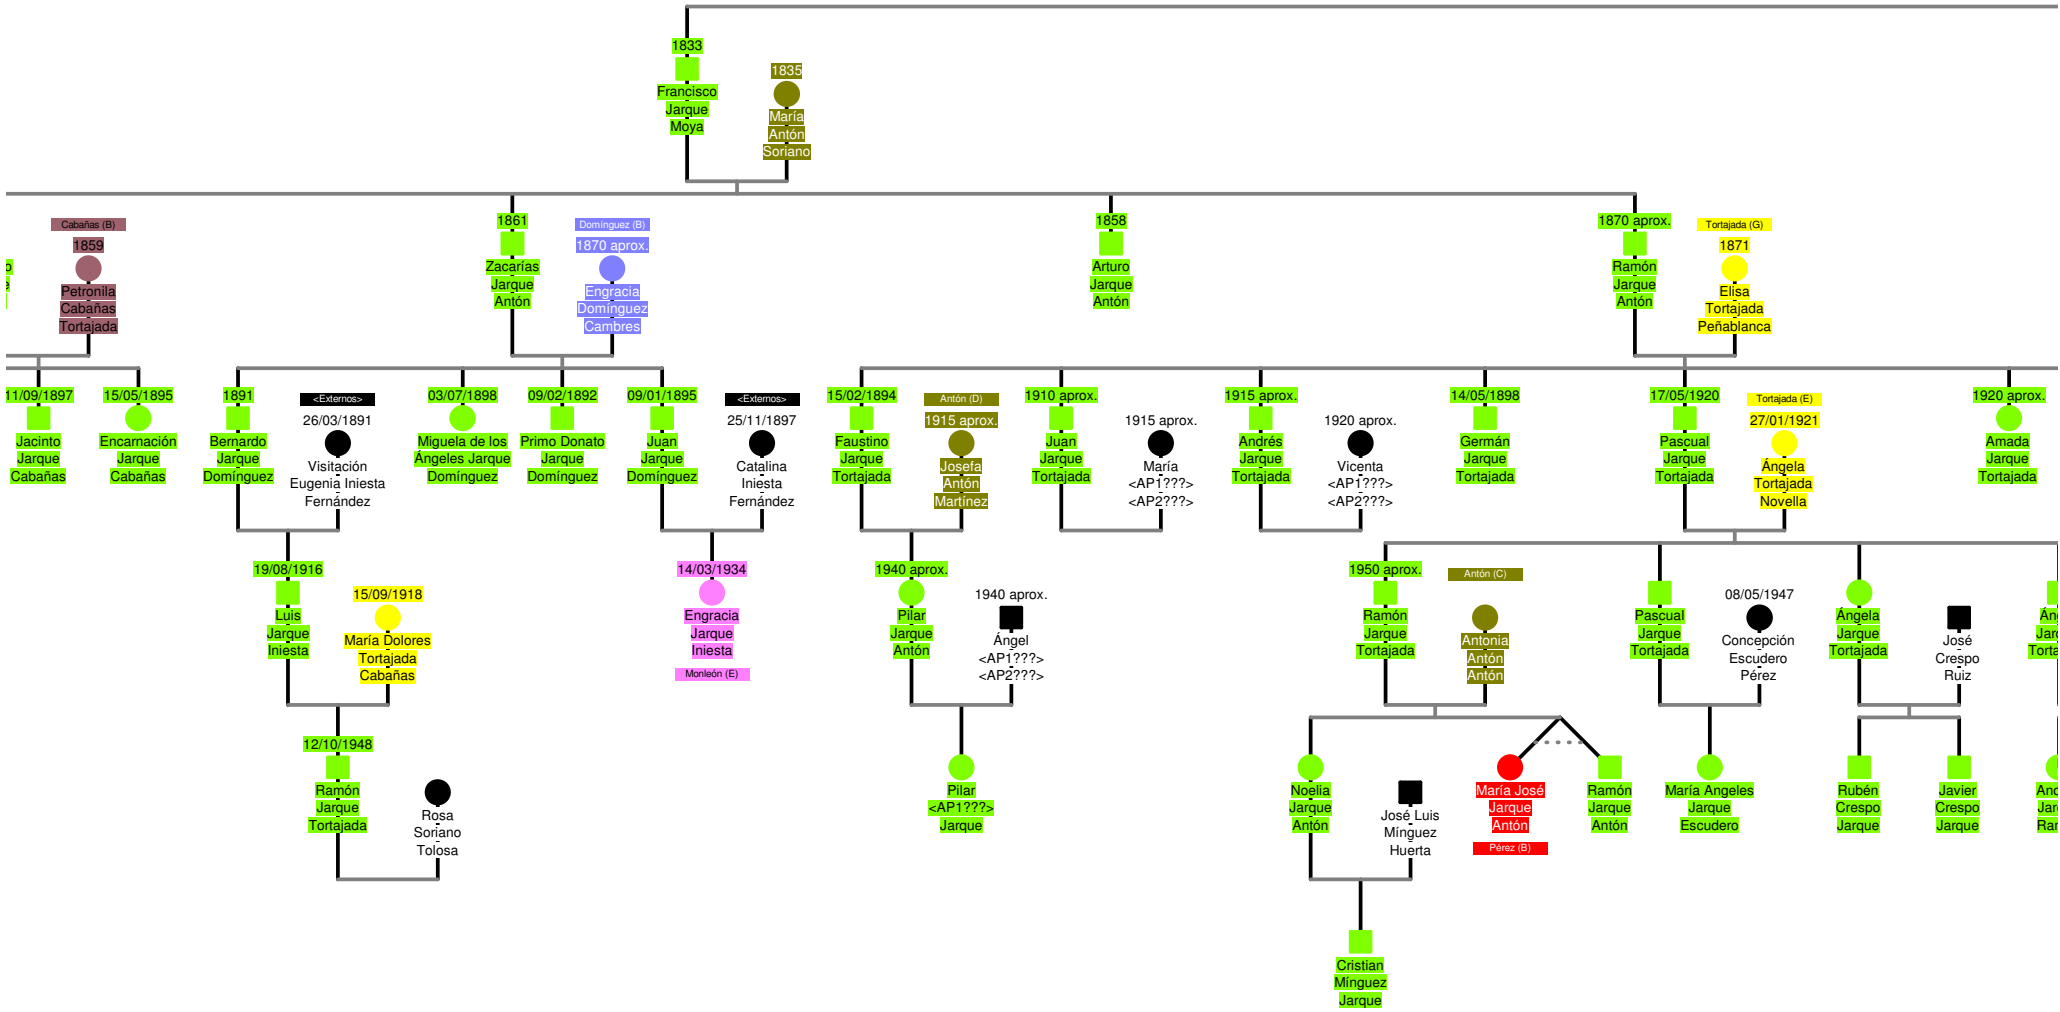 1833
Francisco
Jarque
Moya
1835
María
Antón
Soriano
Cabañas (B)
1859
Petronila
Cabañas
Tortajada
1861
Zacarías
Jarque
Antón
Domínguez (B)
1870 aprox.
Engracia
Domínguez
Cambres
1858
Arturo
Jarque
Antón
1870 aprox.
Ramón
Jarque
Antón
Tortajada (G)
1871
Elisa
Tortajada
Peñablanca
11/09/1897
Jacinto
Jarque
Cabañas
15/05/1895
Encarnación
Jarque
Cabañas
1891
Bernardo
Jarque
Domínguez
<Externos>
26/03/1891
Visitación
Eugenia Iniesta
Fernández
03/07/1898
Miguela de los
Ángeles Jarque
Domínguez
09/02/1892
Primo Donato
Jarque
Domínguez
09/01/1895
Juan
Jarque
Domínguez
<Externos>
25/11/1897
Catalina
Iniesta
Fernández
15/02/1894
Faustino
Jarque
Tortajada
Antón (D)
1915 aprox.
Josefa
Antón
Martínez
1910 aprox.
Juan
Jarque
Tortajada
1915 aprox.
María
<AP1???>
<AP2???>
1915 aprox.
Andrés
Jarque
Tortajada
1920 aprox.
Vicenta
<AP1???>
<AP2???>
14/05/1898
Germán
Jarque
Tortajada
17/05/1920
Pascual
Jarque
Tortajada
Tortajada (E)
27/01/1921
Ángela
Tortajada
Novella
1920 aprox.
Amada
Jarque
Tortajada
19/08/1916
Luis
Jarque
Iniesta
15/09/1918
María Dolores
Tortajada
Cabañas
14/03/1934
Engracia
Jarque
Iniesta
Monleón (E)
1940 aprox.
Pilar
Jarque
Antón
1940 aprox.
Ángel
<AP1???>
<AP2???>
1950 aprox.
Ramón
Jarque
Tortajada
Antón (C)
Antonia
Antón
Antón
Pascual
Jarque
Tortajada
08/05/1947
Concepción
Escudero
Pérez
Ángela
Jarque
Tortajada
José
Crespo
Ruiz
12/10/1948
Ramón
Jarque
Tortajada
Rosa
Soriano
Tolosa
Pilar
<AP1???>
Jarque
Noelia
Jarque
Antón
José Luis
Mínguez
Huerta
María José
Jarque
Antón
Pérez (B)
Ramón
Jarque
Antón
María Angeles
Jarque
Escudero
Rubén
Crespo
Jarque
Javier
Crespo
Jarque
Cristian
Mínguez
Jarque